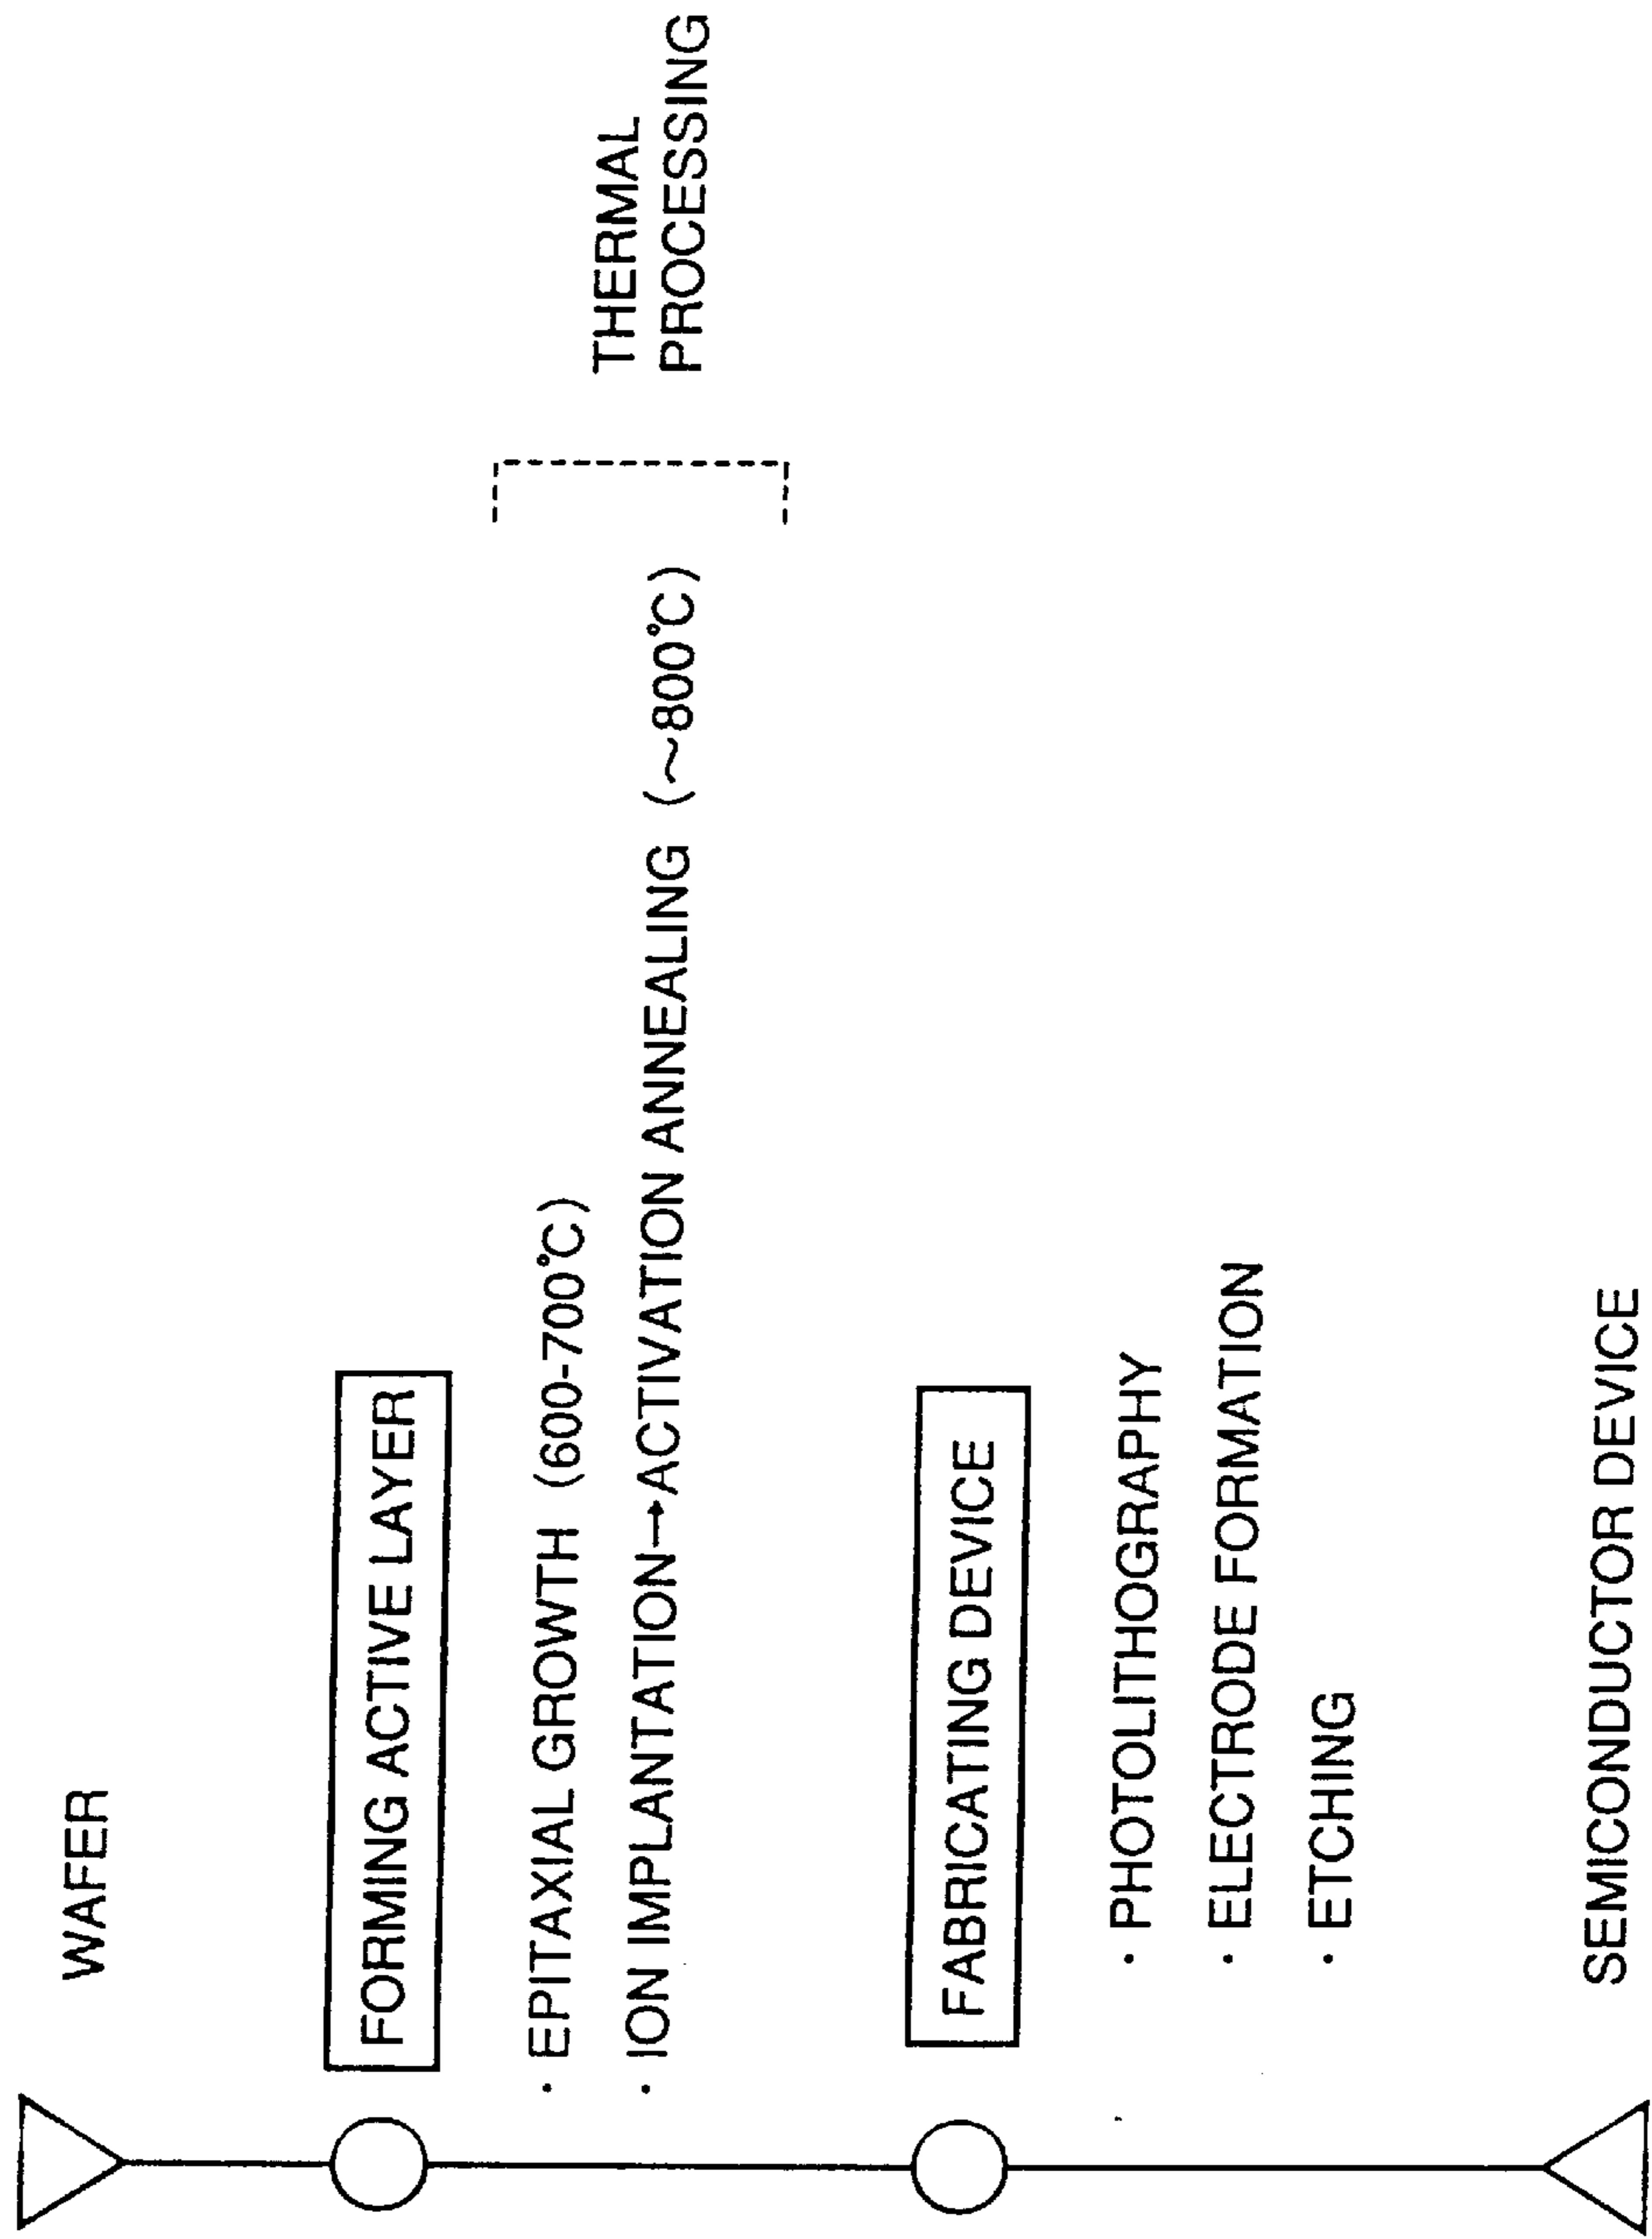 WAFER
FORMING ACTIVE LAYER
· EPITAXIAL GROWTH (600-700°C)
· ION IMPLANTATION→ACTIVATION ANNEALING (~800°C)
THERMAL
PROCESSING
FABRICATING DEVICE
· PHOTOLITHOGRAPHY
· ELECTRODE FORMATION
· ETCHING
SEMICONDUCTOR DEVICE